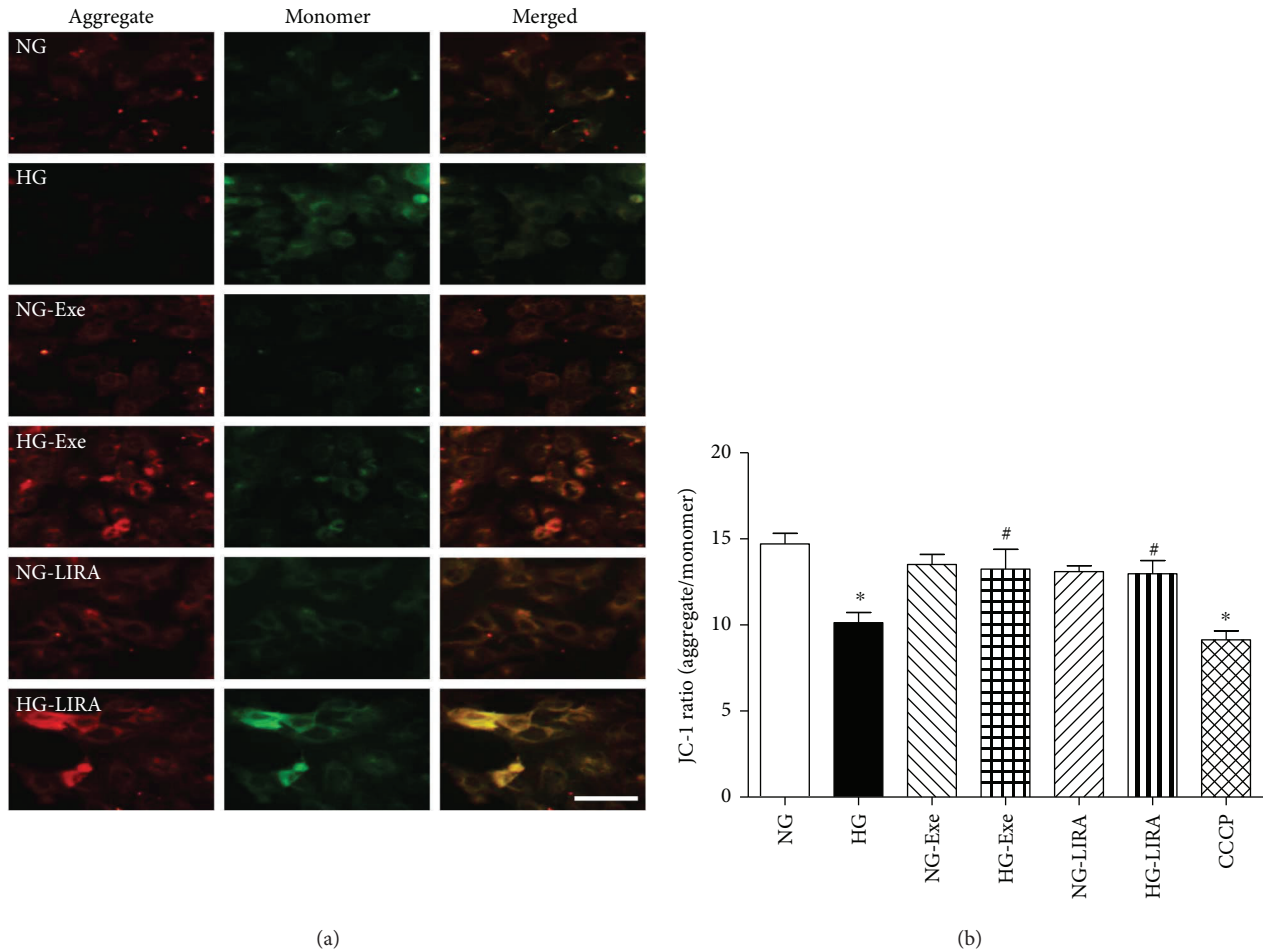 Aggregate Monomer Merged
NG
HG
NG-Exe
HG-Exe
NG-LIRA
HG-LIRA
(a)
JC-1 ratio (aggregate/monomer)
20
15
10
5
0
*
#
#
*
NG HG NG-Exe HG-Exe NG-LIRA HG-LIRA CCCP
(b)